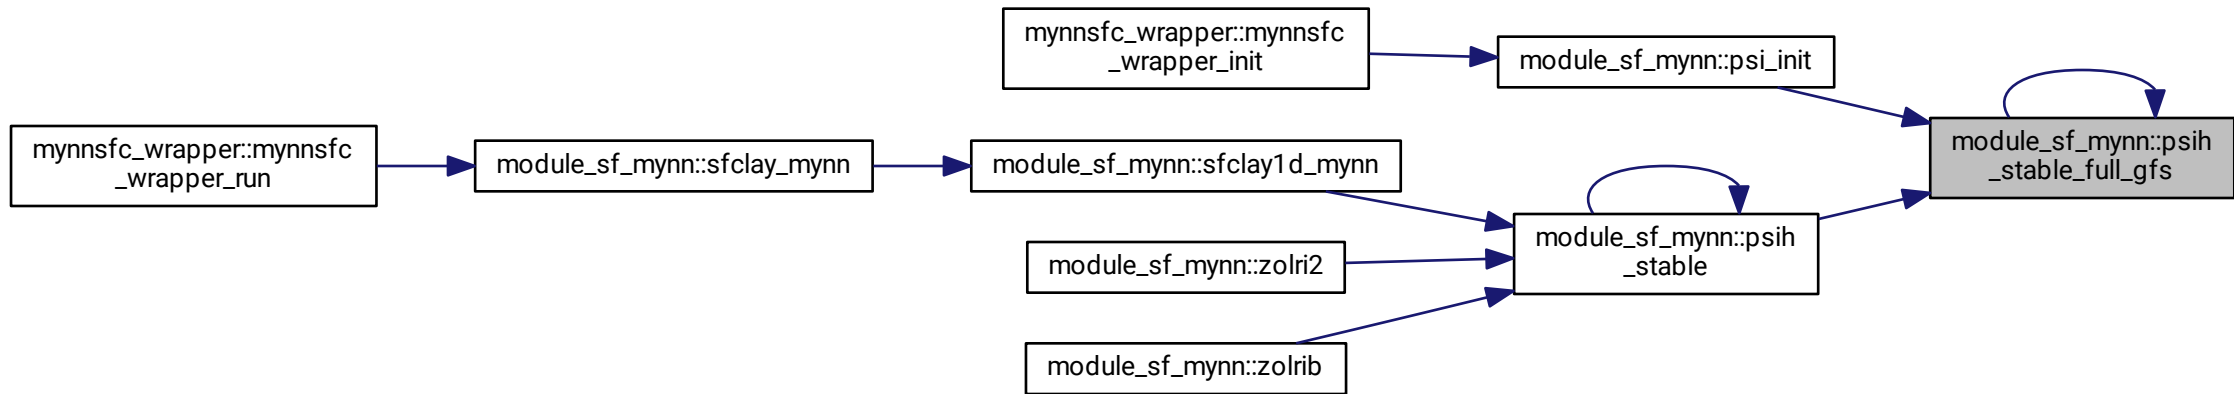 mynnsfc_wrapper::mynnsfc
_wrapper_init
module_sf_mynn::psi_init
mynnsfc_wrapper::mynnsfc
_wrapper_run
module_sf_mynn::sfclay_mynn
module_sf_mynn::sfclay1d_mynn
module_sf_mynn::psih
_stable_full_gfs
module_sf_mynn::psih
_stable
module_sf_mynn::zolri2
module_sf_mynn::zolrib